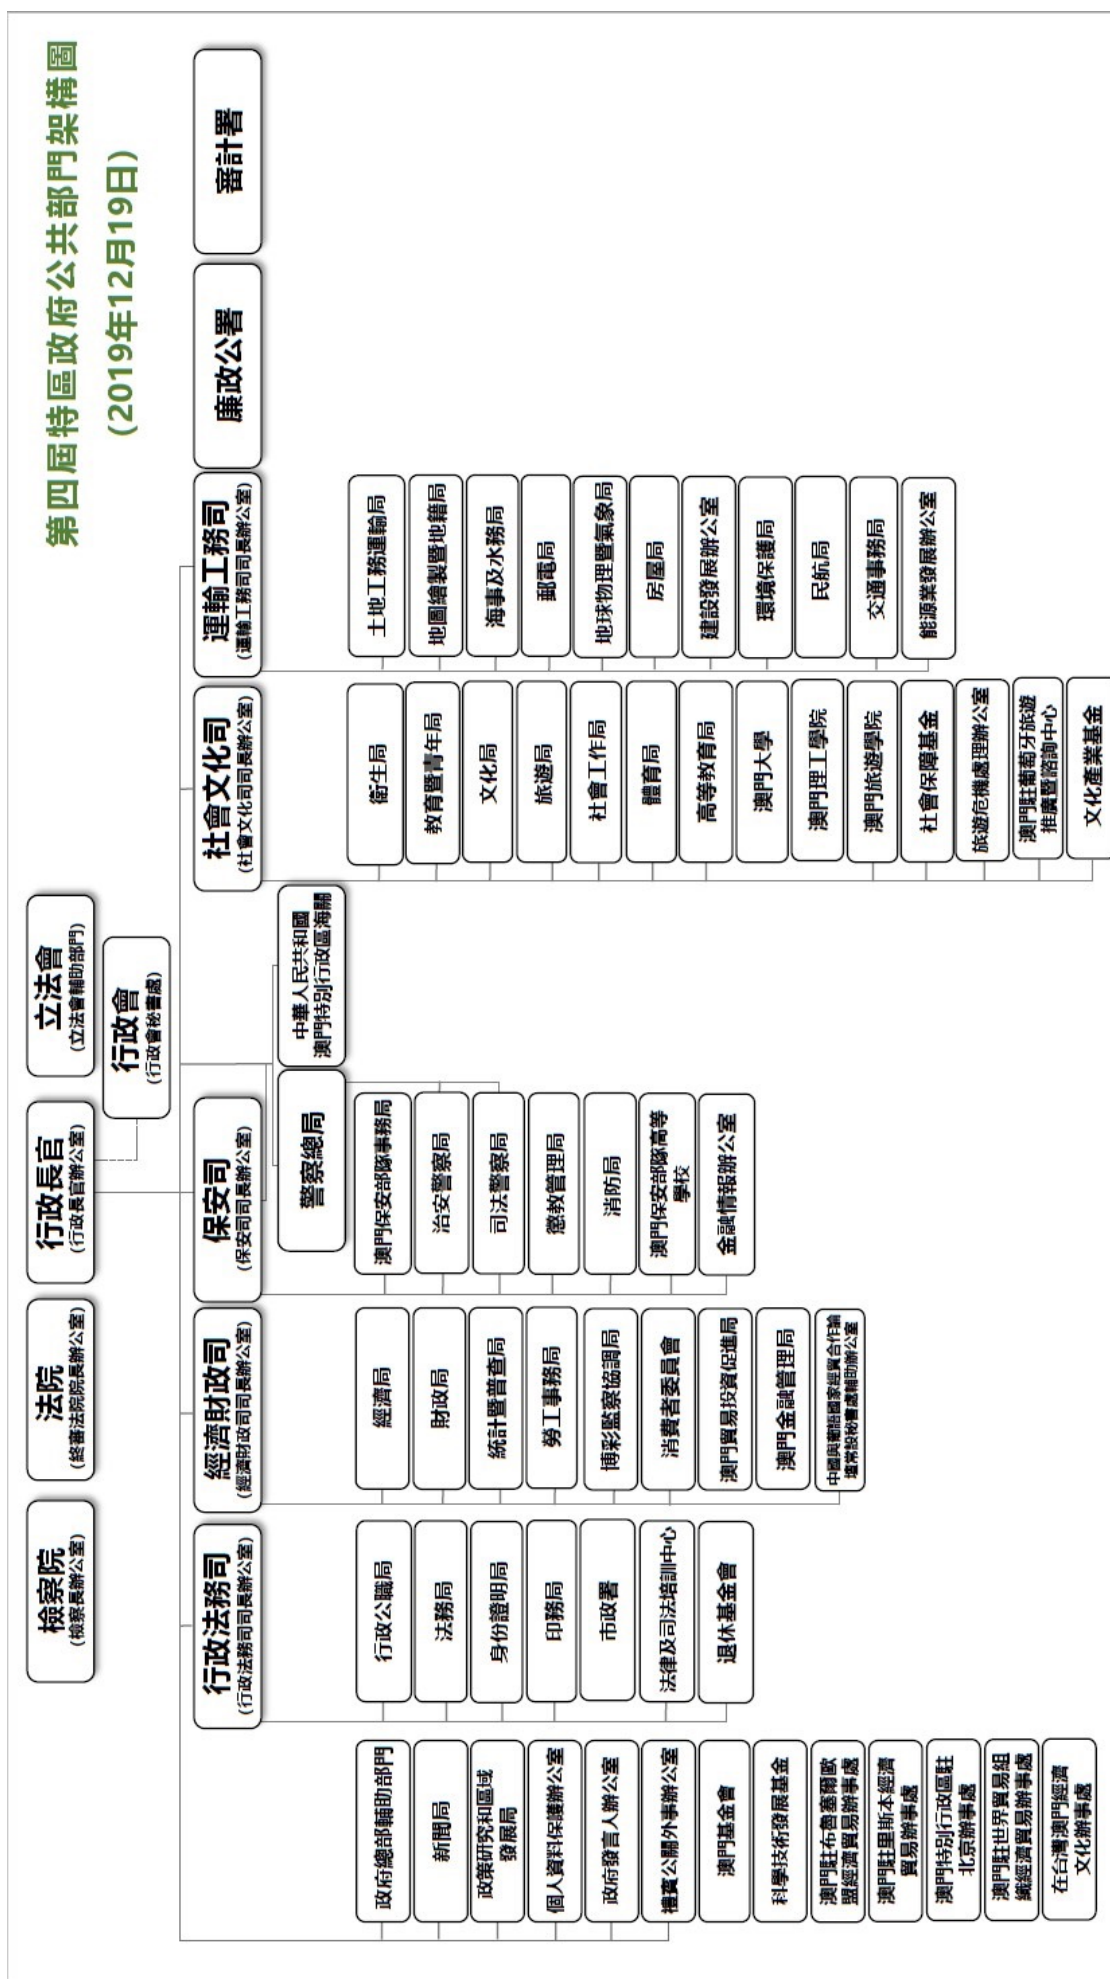 第四屆特區政府公共部門架構圖
(2019年12月19日)
檢察院
(檢察長辦公室)
法院
(終審法院院長辦公室)
行政長官
(行政長官辦公室)
立法會
(立法會輔助部門)
行政會
(行政會秘書處)
行政法務司
(行政法務司司長辦公室)
經濟財政司
(經濟財政司司長辦公室)
保安司
(保安司司長辦公室)
社會文化司
(社會文化司司長辦公室)
運輸工務司
(運輸工務司司長辦公室)
廉政公署
審計署
政府總部輔助部門
新聞局
政策研究和區域
發展局
個人資料保護辦公室
政府發言人辦公室
禮賓公關外事辦公室
澳門基金會
科學技術發展基金
澳門駐布魯塞爾歐
盟經濟貿易辦事處
澳門駐里斯本經濟
貿易辦事處
澳門特別行政區駐
北京辦事處
澳門駐世界貿易組
織經濟貿易辦事處
在台灣澳門經濟
文化辦事處
行政公職局
法務局
身份證明局
印務局
市政署
法律及司法培訓中心
退休基金會
經濟局
財政局
統計暨普查局
勞工事務局
博彩監察協調局
消費者委員會
澳門貿易投資促進局
澳門金融管理局
中國與葡語國家經貿合作論
壇常設秘書處輔助辦公室
警察總局
中華人民共和國
澳門特別行政區海關
澳門保安部隊事務局
治安警察局
司法警察局
懲教管理局
消防局
澳門保安部隊高等
學校
金融情報辦公室
衞生局
教育暨青年局
文化局
旅遊局
社會工作局
體育局
高等教育局
澳門大學
澳門理工學院
澳門旅遊學院
社會保障基金
旅遊危機處理辦公室
澳門駐葡萄牙旅遊
推廣暨諮詢中心
文化產業基金
土地工務運輸局
地圖繪製暨地籍局
海事及水務局
郵電局
地球物理暨氣象局
房屋局
建設發展辦公室
環境保護局
民航局
交通事務局
能源業發展辦公室